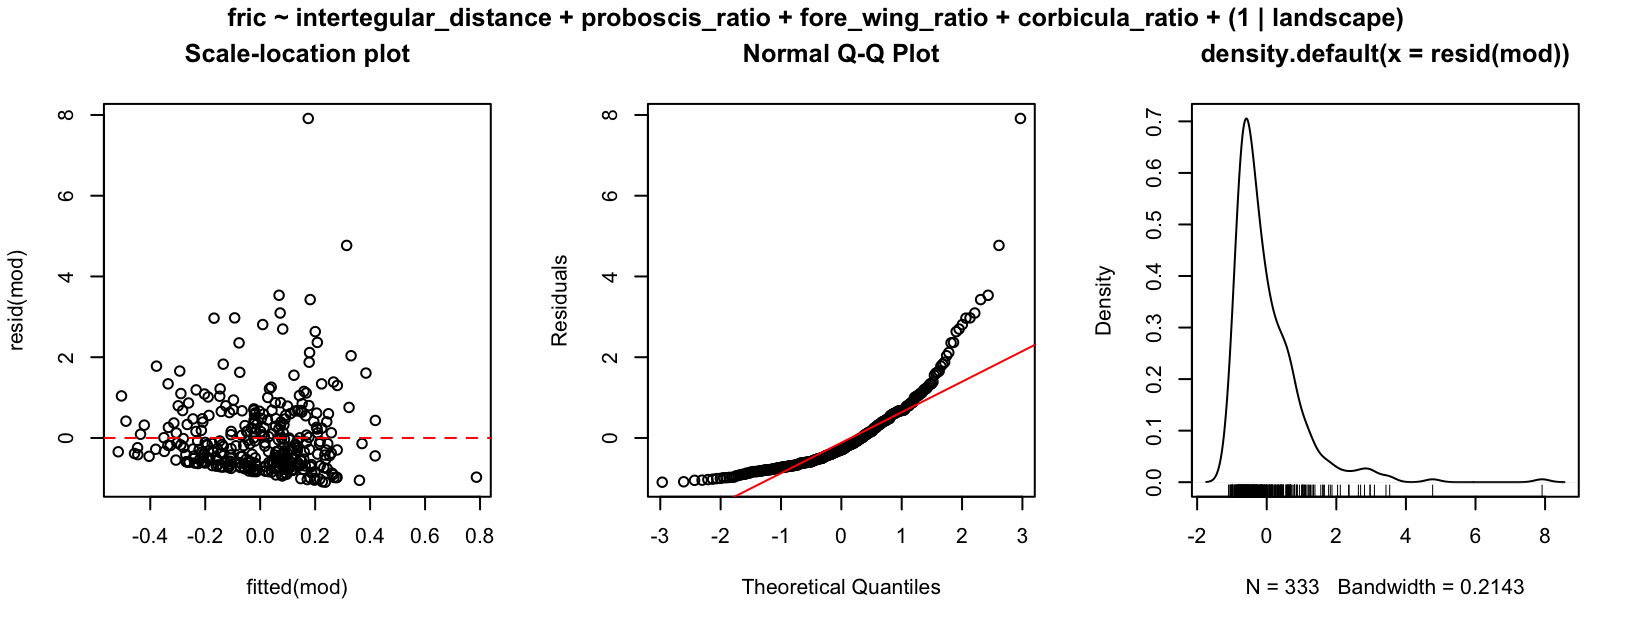 fric ~ intertegular_distance + proboscis_ratio + fore_wing_ratio + corbicula_ratio + (1 | landscape)
Scale-location plot
resid(mod)
8
6
4
2
0
-0.4 -0.2 0.0 0.2 0.4 0.6 0.8
fitted(mod)
Normal Q-Q Plot
Residuals
8
6
4
2
0
-3 -2 -1 0 1 2 3
Theoretical Quantiles
density.default(x = resid(mod))
Density
0.7
0.6
0.5
0.4
0.3
0.2
0.1
0.0
-2 0 2 4 6 8
N = 333 Bandwidth = 0.2143